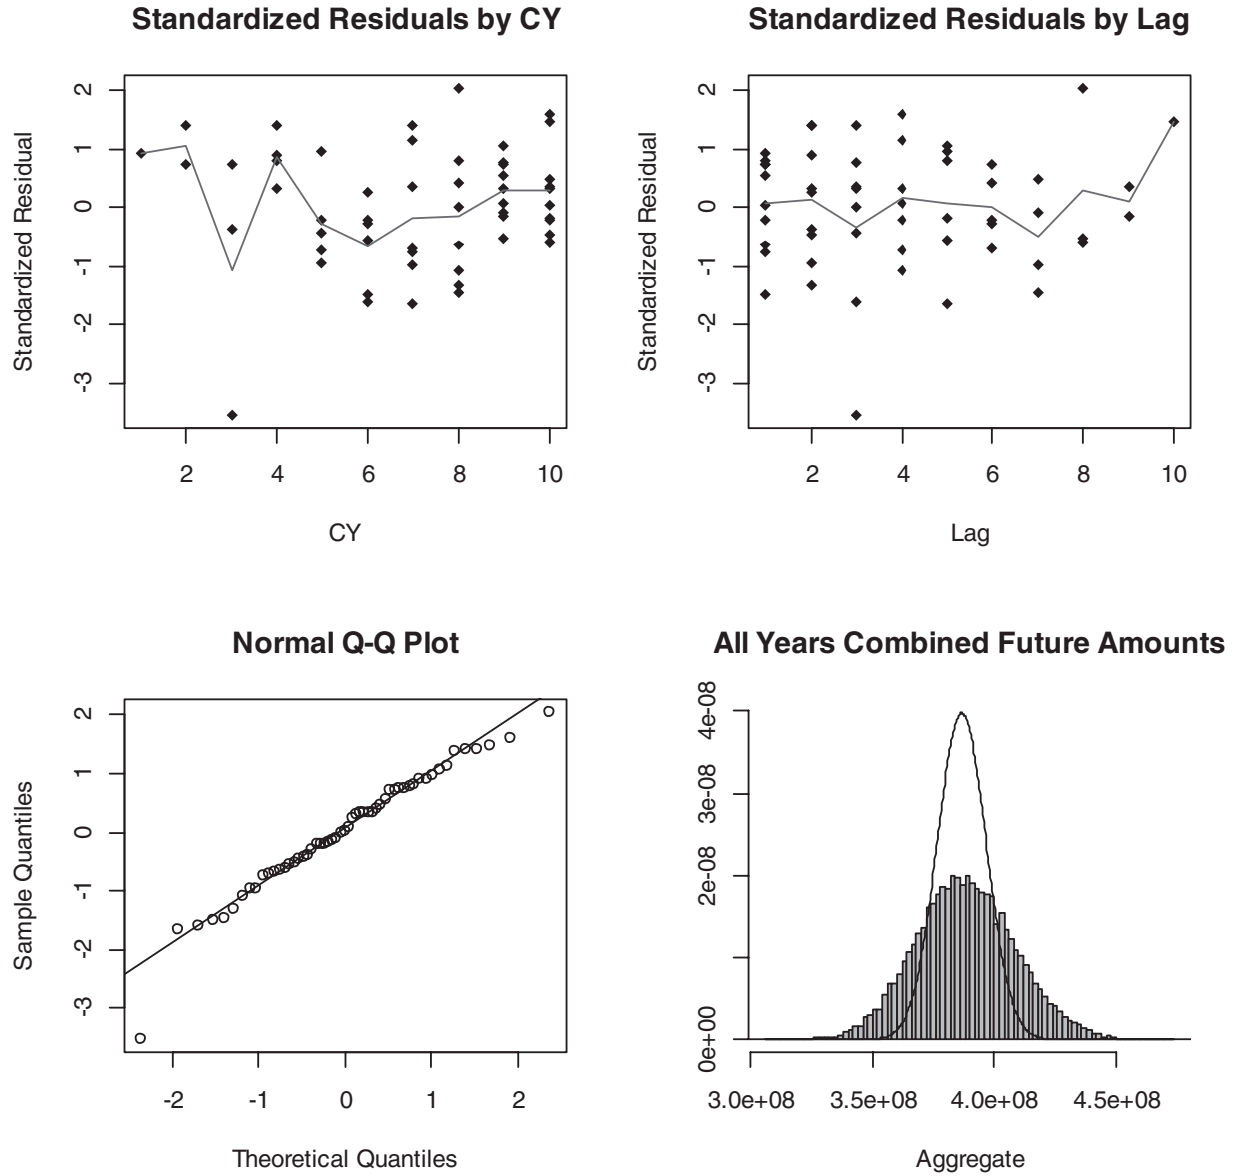 Standardized Residuals by CY
Standardized Residual
2
1
0
-1
-2
-3
2
4
6
8
10
CY
Standardized Residuals by Lag
Standardized Residual
2
1
0
-1
-2
-3
2
4
6
8
10
Lag
Normal Q-Q Plot
Sample Quantiles
2
1
0
-1
-2
-3
-2
-1
0
1
2
Theoretical Quantiles
All Years Combined Future Amounts
4e-08
3e-08
2e-08
0e+00
3.0e+08
3.5e+08
4.0e+08
4.5e+08
Aggregate